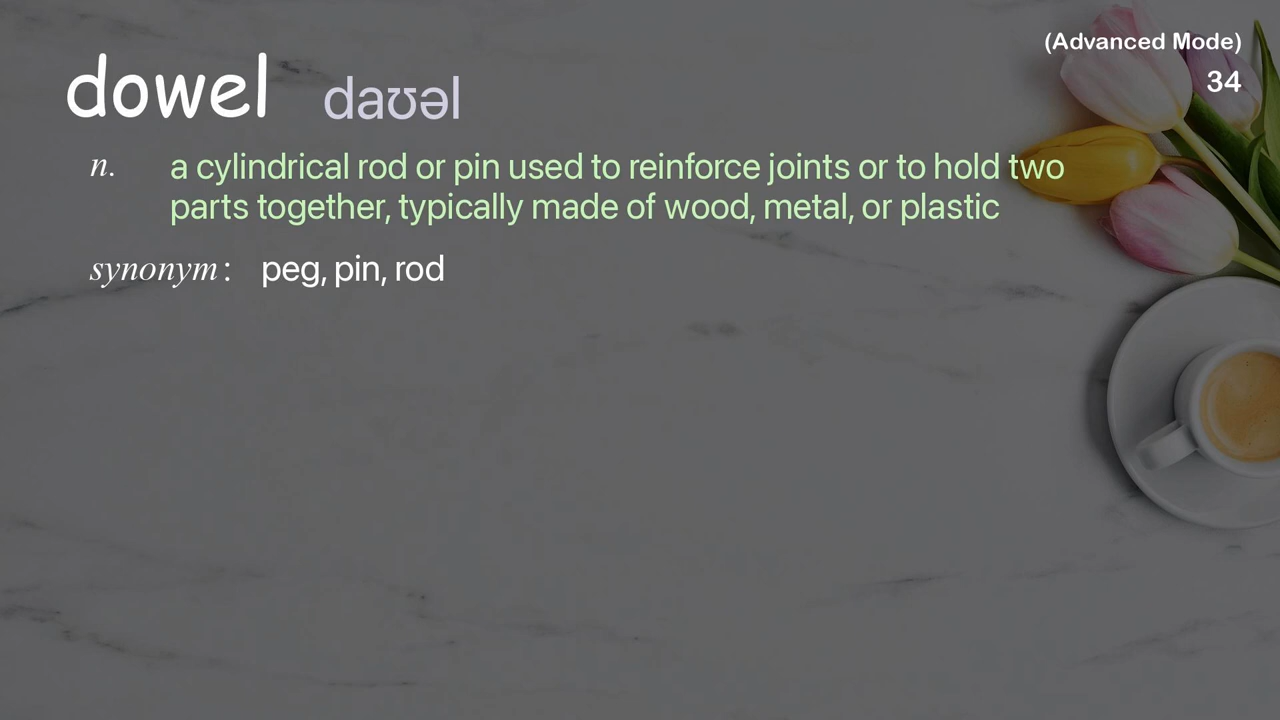 (Advanced Mode)
34
dowel daʊəl
n. a cylindrical rod or pin used to reinforce joints or to hold two
parts together, typically made of wood, metal, or plastic
synonym: peg, pin, rod